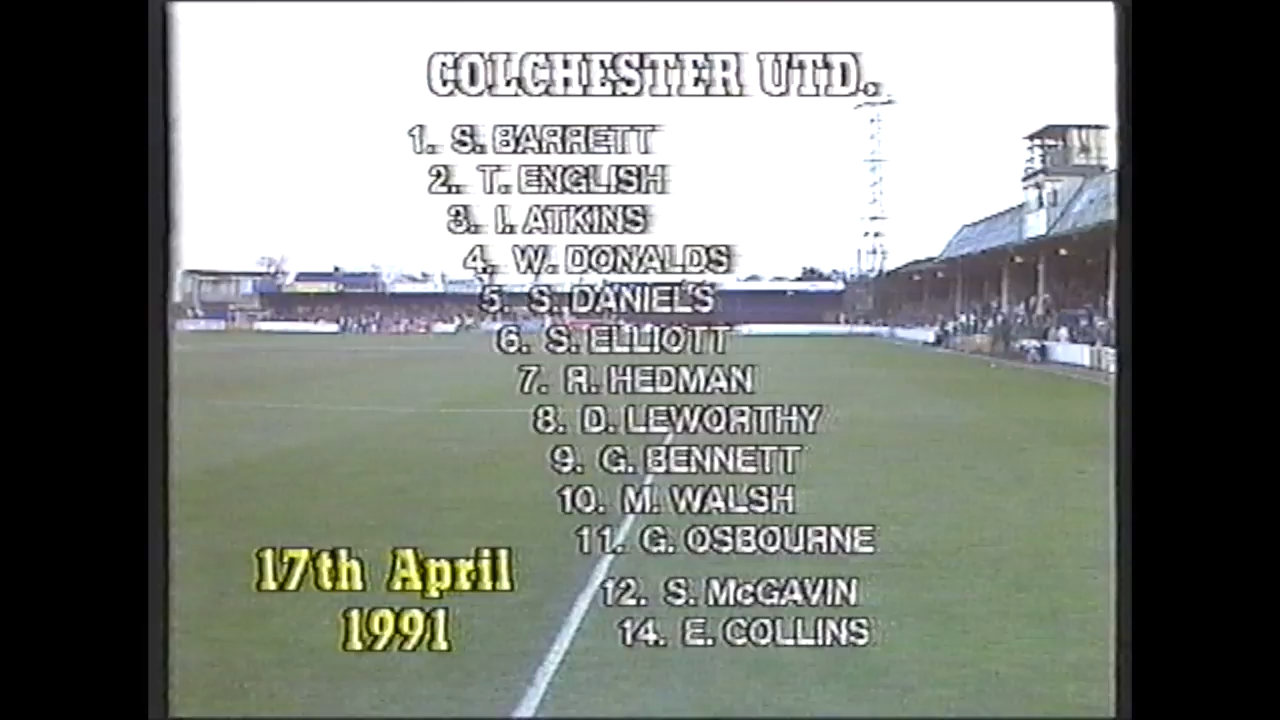 COLCHESTER UTD.
1. S. BARRETT
2. T. ENGLISH
3. I. ATKINS
4. W. DONALDS
5. S. DANIELS
6. S. ELLIOTT
7. R. HEDMAN
8. D. LEWORTHY
9. G. BENNETT
10. M. WALSH
11. G. OSBOURNE
12. S. McGAVIN
14. E. COLLINS
17th April
1991